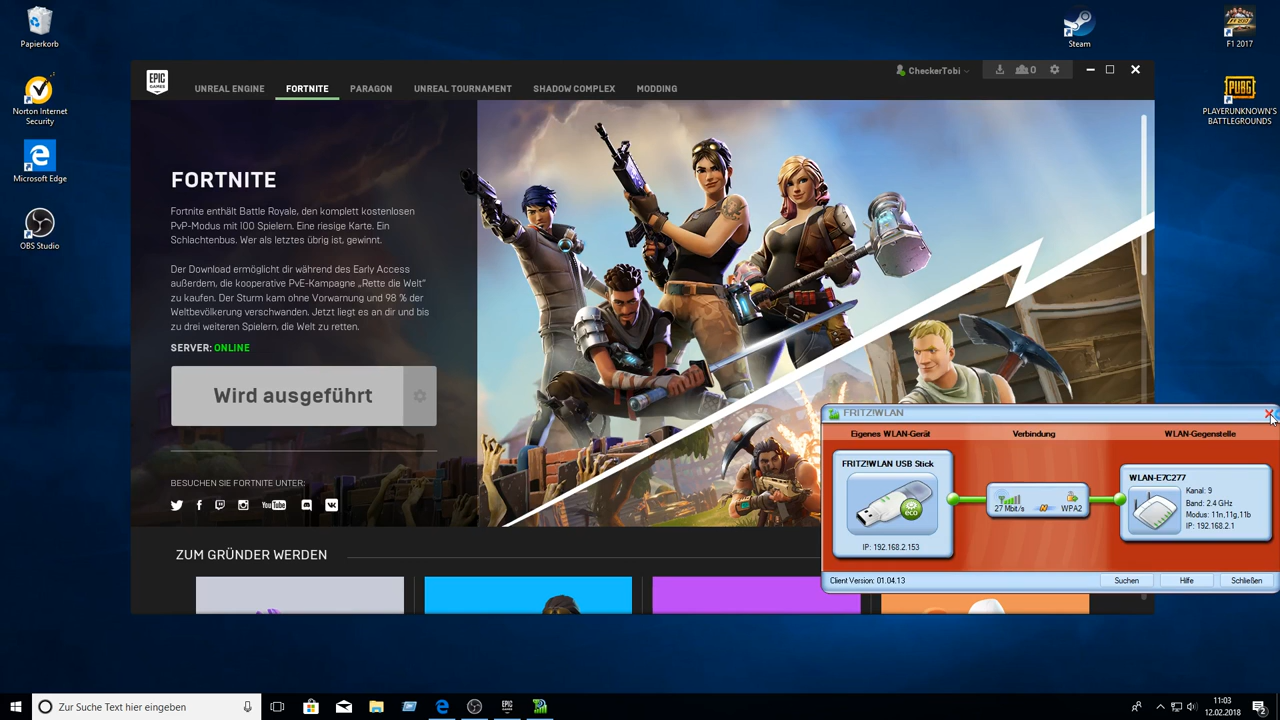 Papierkorb
Norton Internet
Security
Microsoft Edge
OBS Studio
Steam
F1 2017
PUBG
PLAYERUNKNOWN'S
BATTLEGROUNDS
EPIC
GAMES
CheckerTobi
0
UNREAL ENGINE
FORTNITE
PARAGON
UNREAL TOURNAMENT
SHADOW COMPLEX
MODDING
FORTNITE
Fortnite enthält Battle Royale, den komplett kostenlosen
PvP-Modus mit 100 Spielern. Eine riesige Karte. Ein
Schlachtenbus. Wer als letztes übrig ist, gewinnt.
Der Download ermöglicht dir während des Early Access
außerdem, die kooperative PvE-Kampagne „Rette die Welt“
zu kaufen. Der Sturm kam ohne Vorwarnung und 98 % der
Weltbevölkerung verschwanden. Jetzt liegt es an dir und bis
zu drei weiteren Spielern, die Welt zu retten.
SERVER: ONLINE
Wird ausgeführt
BESUCHEN SIE FORTNITE UNTER:
YouTube
ZUM GRÜNDER WERDEN
FRITZ!WLAN
Eigenes WLAN-Gerät
Verbindung
WLAN-Gegenstelle
FRITZ!WLAN USB Stick
eco
IP: 192.168.2.153
27 Mbit/s
WPA2
WLAN-E7C277
Kanal: 9
Band: 2.4 GHz
Modus: 11n,11g,11b
IP: 192.168.2.1
Client Version: 01.04.13
Suchen
Hilfe
Schließen
Zur Suche Text hier eingeben
EPIC
11:03
12.02.2018
2